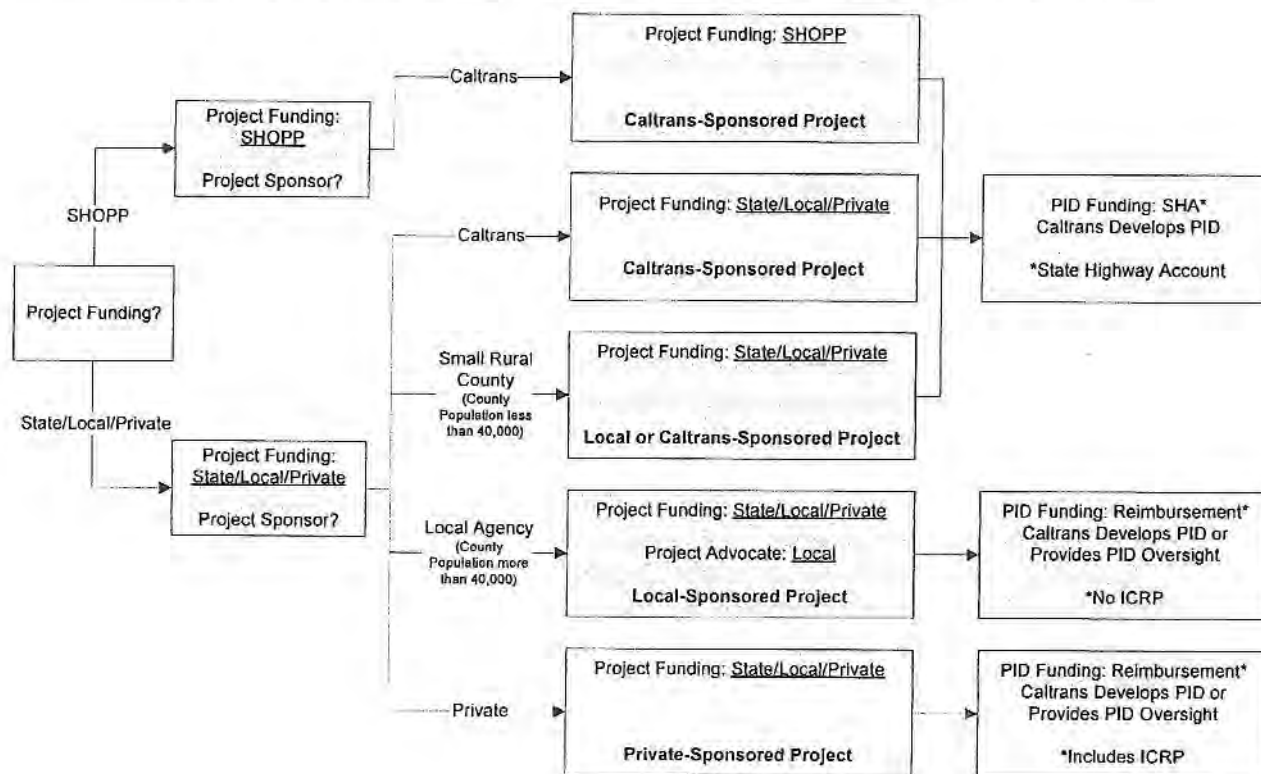 Project Funding: SHOPP
Caltrans-Sponsored Project
Caltrans
Project Funding:
SHOPP
Project Sponsor?
SHOPP
Project Funding?
State/Local/Private
Project Funding:
State/Local/Private
Project Sponsor?
Caltrans
Project Funding: State/Local/Private
Caltrans-Sponsored Project
PID Funding: SHA*
Caltrans Develops PID
*State Highway Account
Small Rural
County
(County
Population less
than 40,000)
Project Funding: State/Local/Private
Local or Caltrans-Sponsored Project
Local Agency
(County
Population more
than 40,000)
Project Funding: State/Local/Private
Project Advocate: Local
Local-Sponsored Project
PID Funding: Reimbursement*
Caltrans Develops PID or
Provides PID Oversight
*No ICRP
Private
Project Funding: State/Local/Private
Private-Sponsored Project
PID Funding: Reimbursement*
Caltrans Develops PID or
Provides PID Oversight
*Includes ICRP